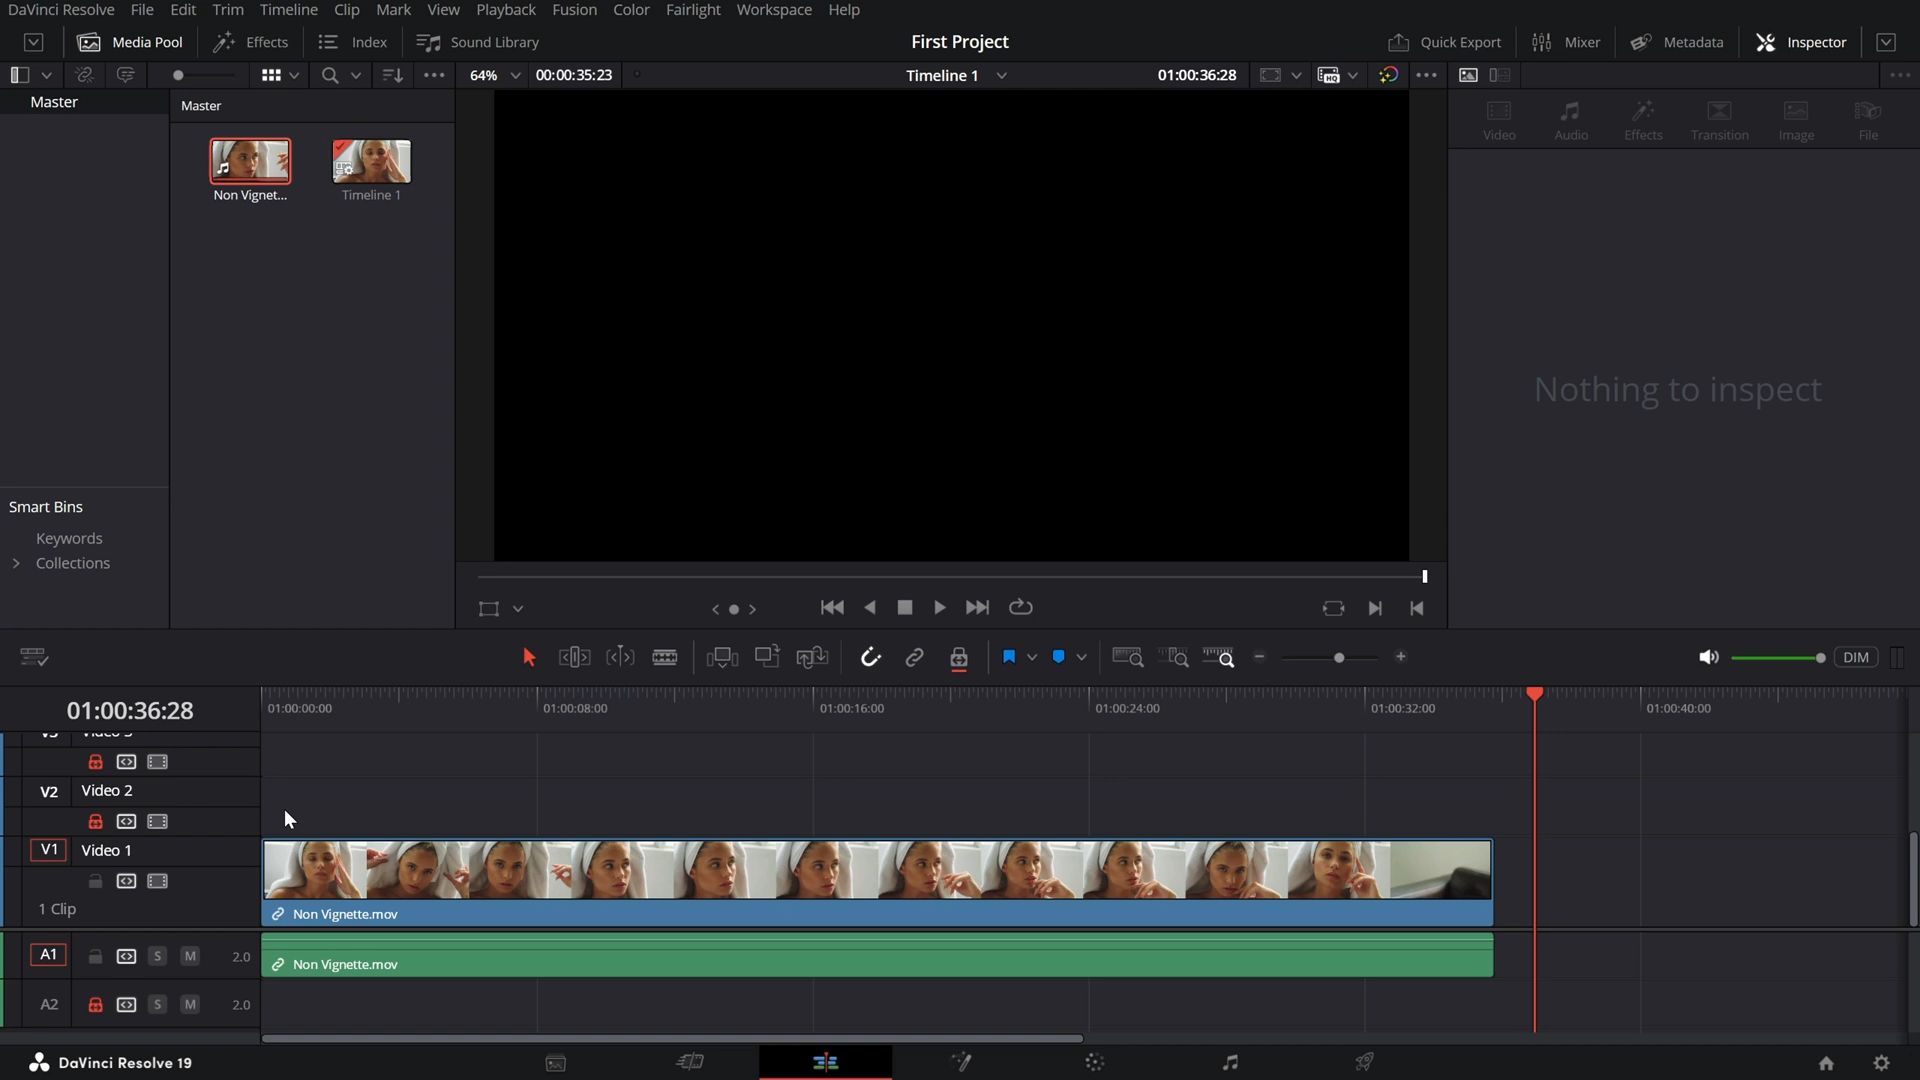 DaVinci Resolve File Edit Trim Timeline Clip Mark View Playback Fusion Color Fairlight Workspace Help
Media Pool Effects Index Sound Library First Project Quick Export Mixer Metadata Inspector
64% 00:00:35:23 Timeline 1 01:00:36:28 HQ
Master Master
Video Audio Effects Transition Image File
Non Vignet... Timeline 1
Nothing to inspect
Smart Bins
Keywords
Collections
DIM
01:00:36:28 01:00:00:00 01:00:08:00 01:00:16:00 01:00:24:00 01:00:32:00 01:00:40:00
V2 Video 2
V1 Video 1
1 Clip Non Vignette.mov
A1 S M 2.0 Non Vignette.mov
A2 S M 2.0
DaVinci Resolve 19